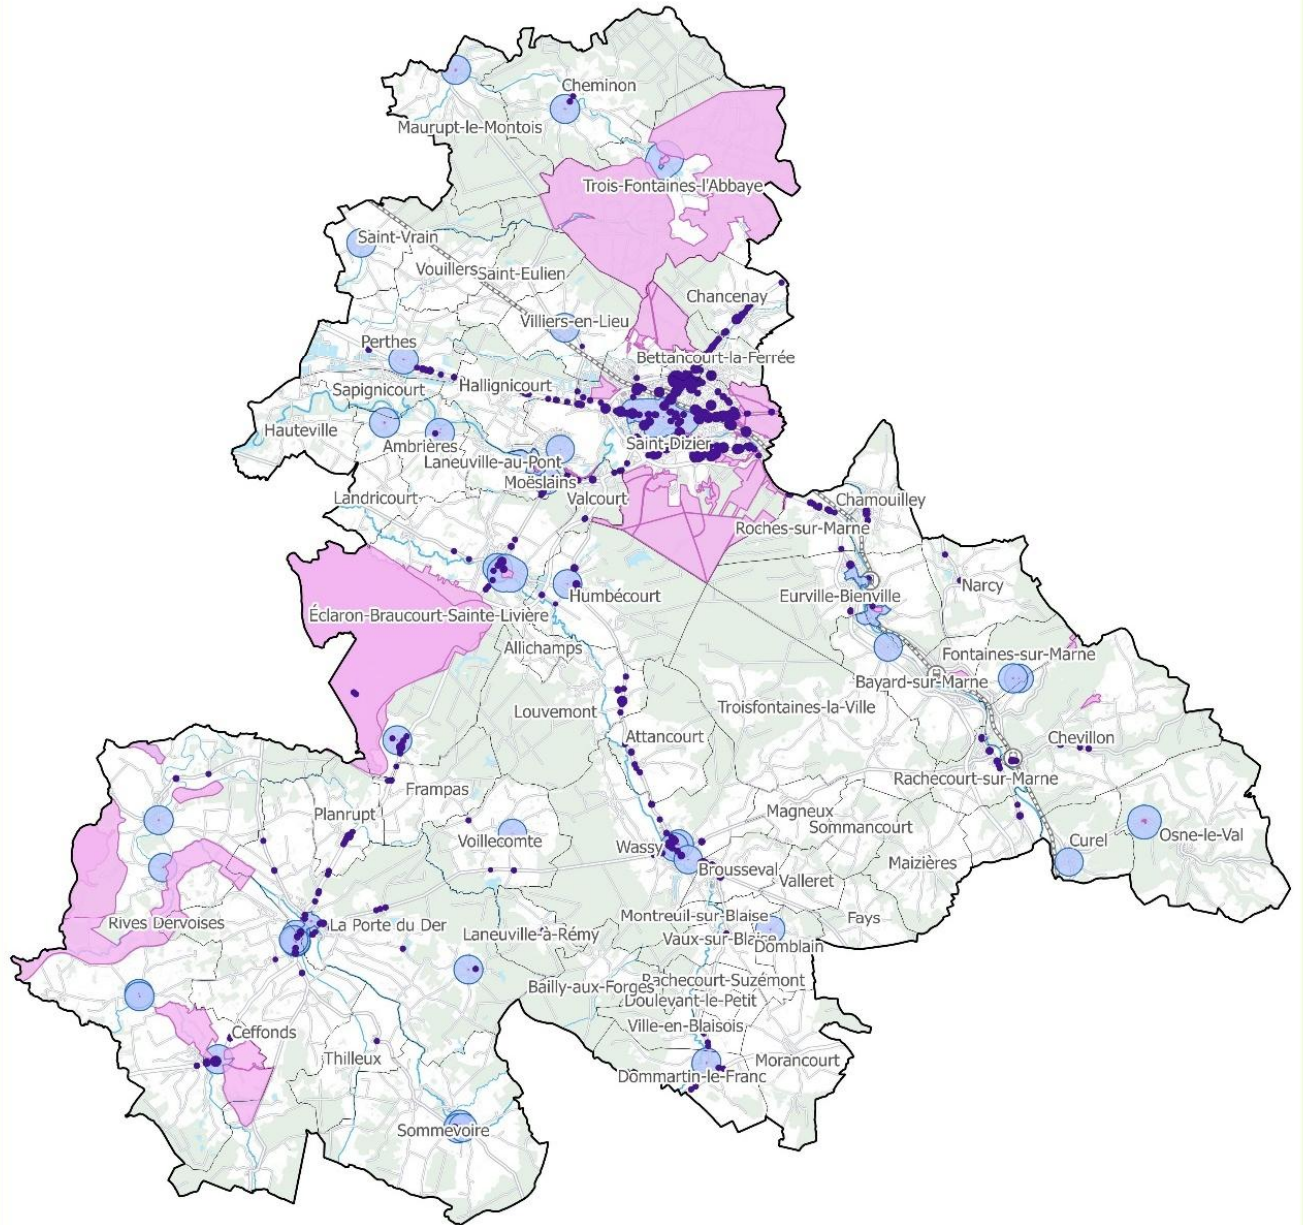 Cheminon
Maurupt-le-Montois
Trois-Fontaines-l'Abbaye
Saint-Vrain
Vouillers
Saint-Eulien
Chancenay
Villiers-en-Lieu
Perthes
Bettancourt-la-Ferrée
Sapignicourt
Hallignicourt
Hauteville
Ambrières
Saint-Dizier
Laneuville-au-Pont
Moëslains
Landricourt
Valcourt
Chamouilley
Roches-sur-Marne
Narcy
Humbécourt
Eurville-Bienville
Éclaron-Braucourt-Sainte-Livière
Allichamps
Fontaines-sur-Marne
Bayard-sur-Marne
Louvemont
Troisfontaines-la-Ville
Attancourt
Chevillon
Rachecourt-sur-Marne
Frampas
Planrupt
Magneux
Sommancourt
Voillecomte
Wassy
Curel
Osne-le-Val
Maizières
Brousseval
Valleret
Rives Dervoises
La Porte du Der
Montreuil-sur-Blaise
Fays
Laneuville-à-Rémy
Vaux-sur-Blaise
Domblain
Rachecourt-Suzémont
Bailly-aux-Forges
Doulevant-le-Petit
Ville-en-Blaisois
Ceffonds
Thilleux
Morancourt
Dommartin-le-Franc
Sommevoire